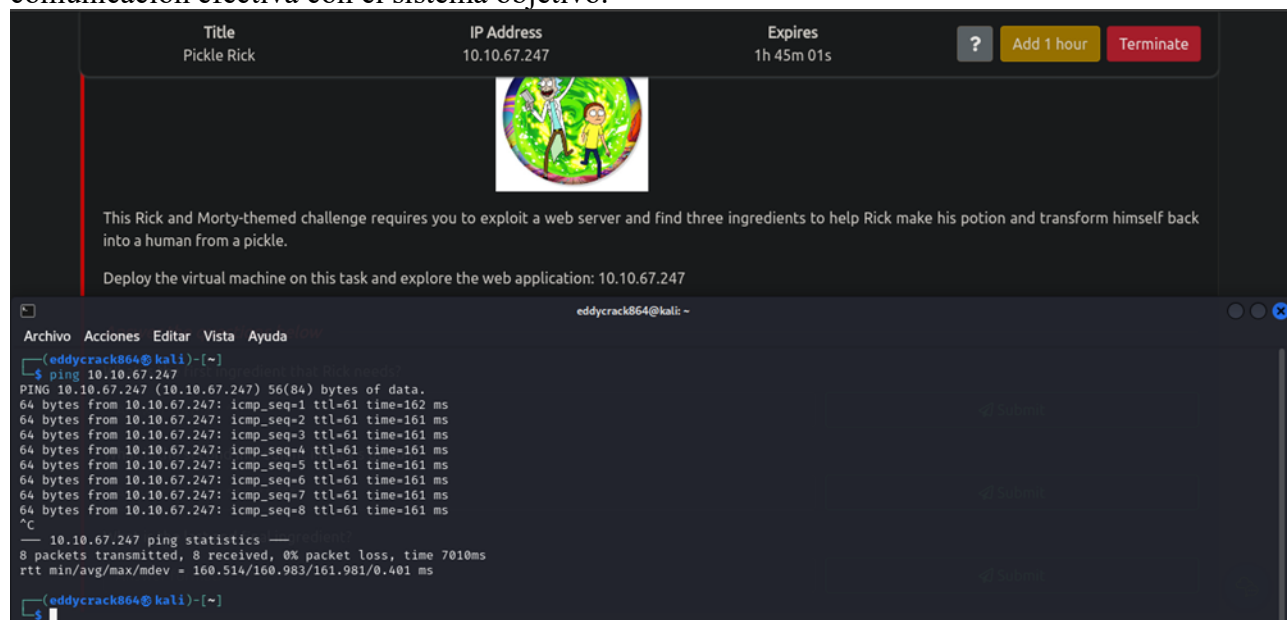 comunicación efectiva con el sistema objetivo.
Title IP Address Expires
Pickle Rick 10.10.67.247 1h 45m 01s
? Add 1 hour Terminate
This Rick and Morty-themed challenge requires you to exploit a web server and find three ingredients to help Rick make his potion and transform himself back
into a human from a pickle.
Deploy the virtual machine on this task and explore the web application: 10.10.67.247
eddycrack864@kali: ~
Archivo Acciones Editar Vista Ayuda
(eddycrack864㉿kali)-[~]
$ ping 10.10.67.247
PING 10.10.67.247 (10.10.67.247) 56(84) bytes of data.
64 bytes from 10.10.67.247: icmp_seq=1 ttl=61 time=162 ms
64 bytes from 10.10.67.247: icmp_seq=2 ttl=61 time=161 ms
64 bytes from 10.10.67.247: icmp_seq=3 ttl=61 time=161 ms
64 bytes from 10.10.67.247: icmp_seq=4 ttl=61 time=161 ms
64 bytes from 10.10.67.247: icmp_seq=5 ttl=61 time=161 ms
64 bytes from 10.10.67.247: icmp_seq=6 ttl=61 time=161 ms
64 bytes from 10.10.67.247: icmp_seq=7 ttl=61 time=161 ms
64 bytes from 10.10.67.247: icmp_seq=8 ttl=61 time=161 ms
^C
— 10.10.67.247 ping statistics —
8 packets transmitted, 8 received, 0% packet loss, time 7010ms
rtt min/avg/max/mdev = 160.514/160.983/161.981/0.401 ms
(eddycrack864㉿kali)-[~]
$
Submit
Submit
Submit